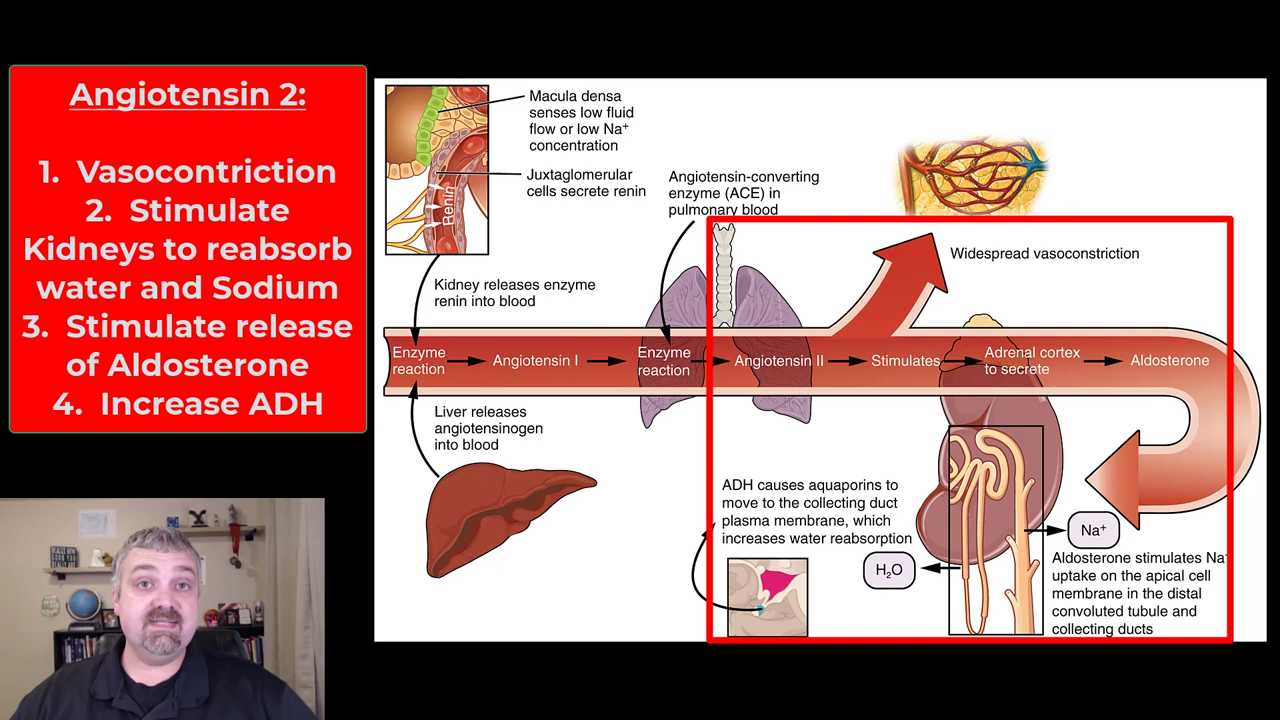 Angiotensin 2:
1. Vasocontriction
2. Stimulate
Kidneys to reabsorb
water and Sodium
3. Stimulate release
of Aldosterone
4. Increase ADH
Macula densa
senses low fluid
flow or low Na⁺
concentration
Juxtaglomerular
cells secrete renin
Renin
Angiotensin-converting
enzyme (ACE) in
pulmonary blood
Widespread vasoconstriction
Kidney releases enzyme
renin into blood
Enzyme
reaction
Angiotensin I
Enzyme
reaction
Angiotensin II
Stimulates
Adrenal cortex
to secrete
Aldosterone
Liver releases
angiotensinogen
into blood
ADH causes aquaporins to
move to the collecting duct
plasma membrane, which
increases water reabsorption
H₂O
Na⁺
Aldosterone stimulates Na⁺
uptake on the apical cell
membrane in the distal
convoluted tubule and
collecting ducts